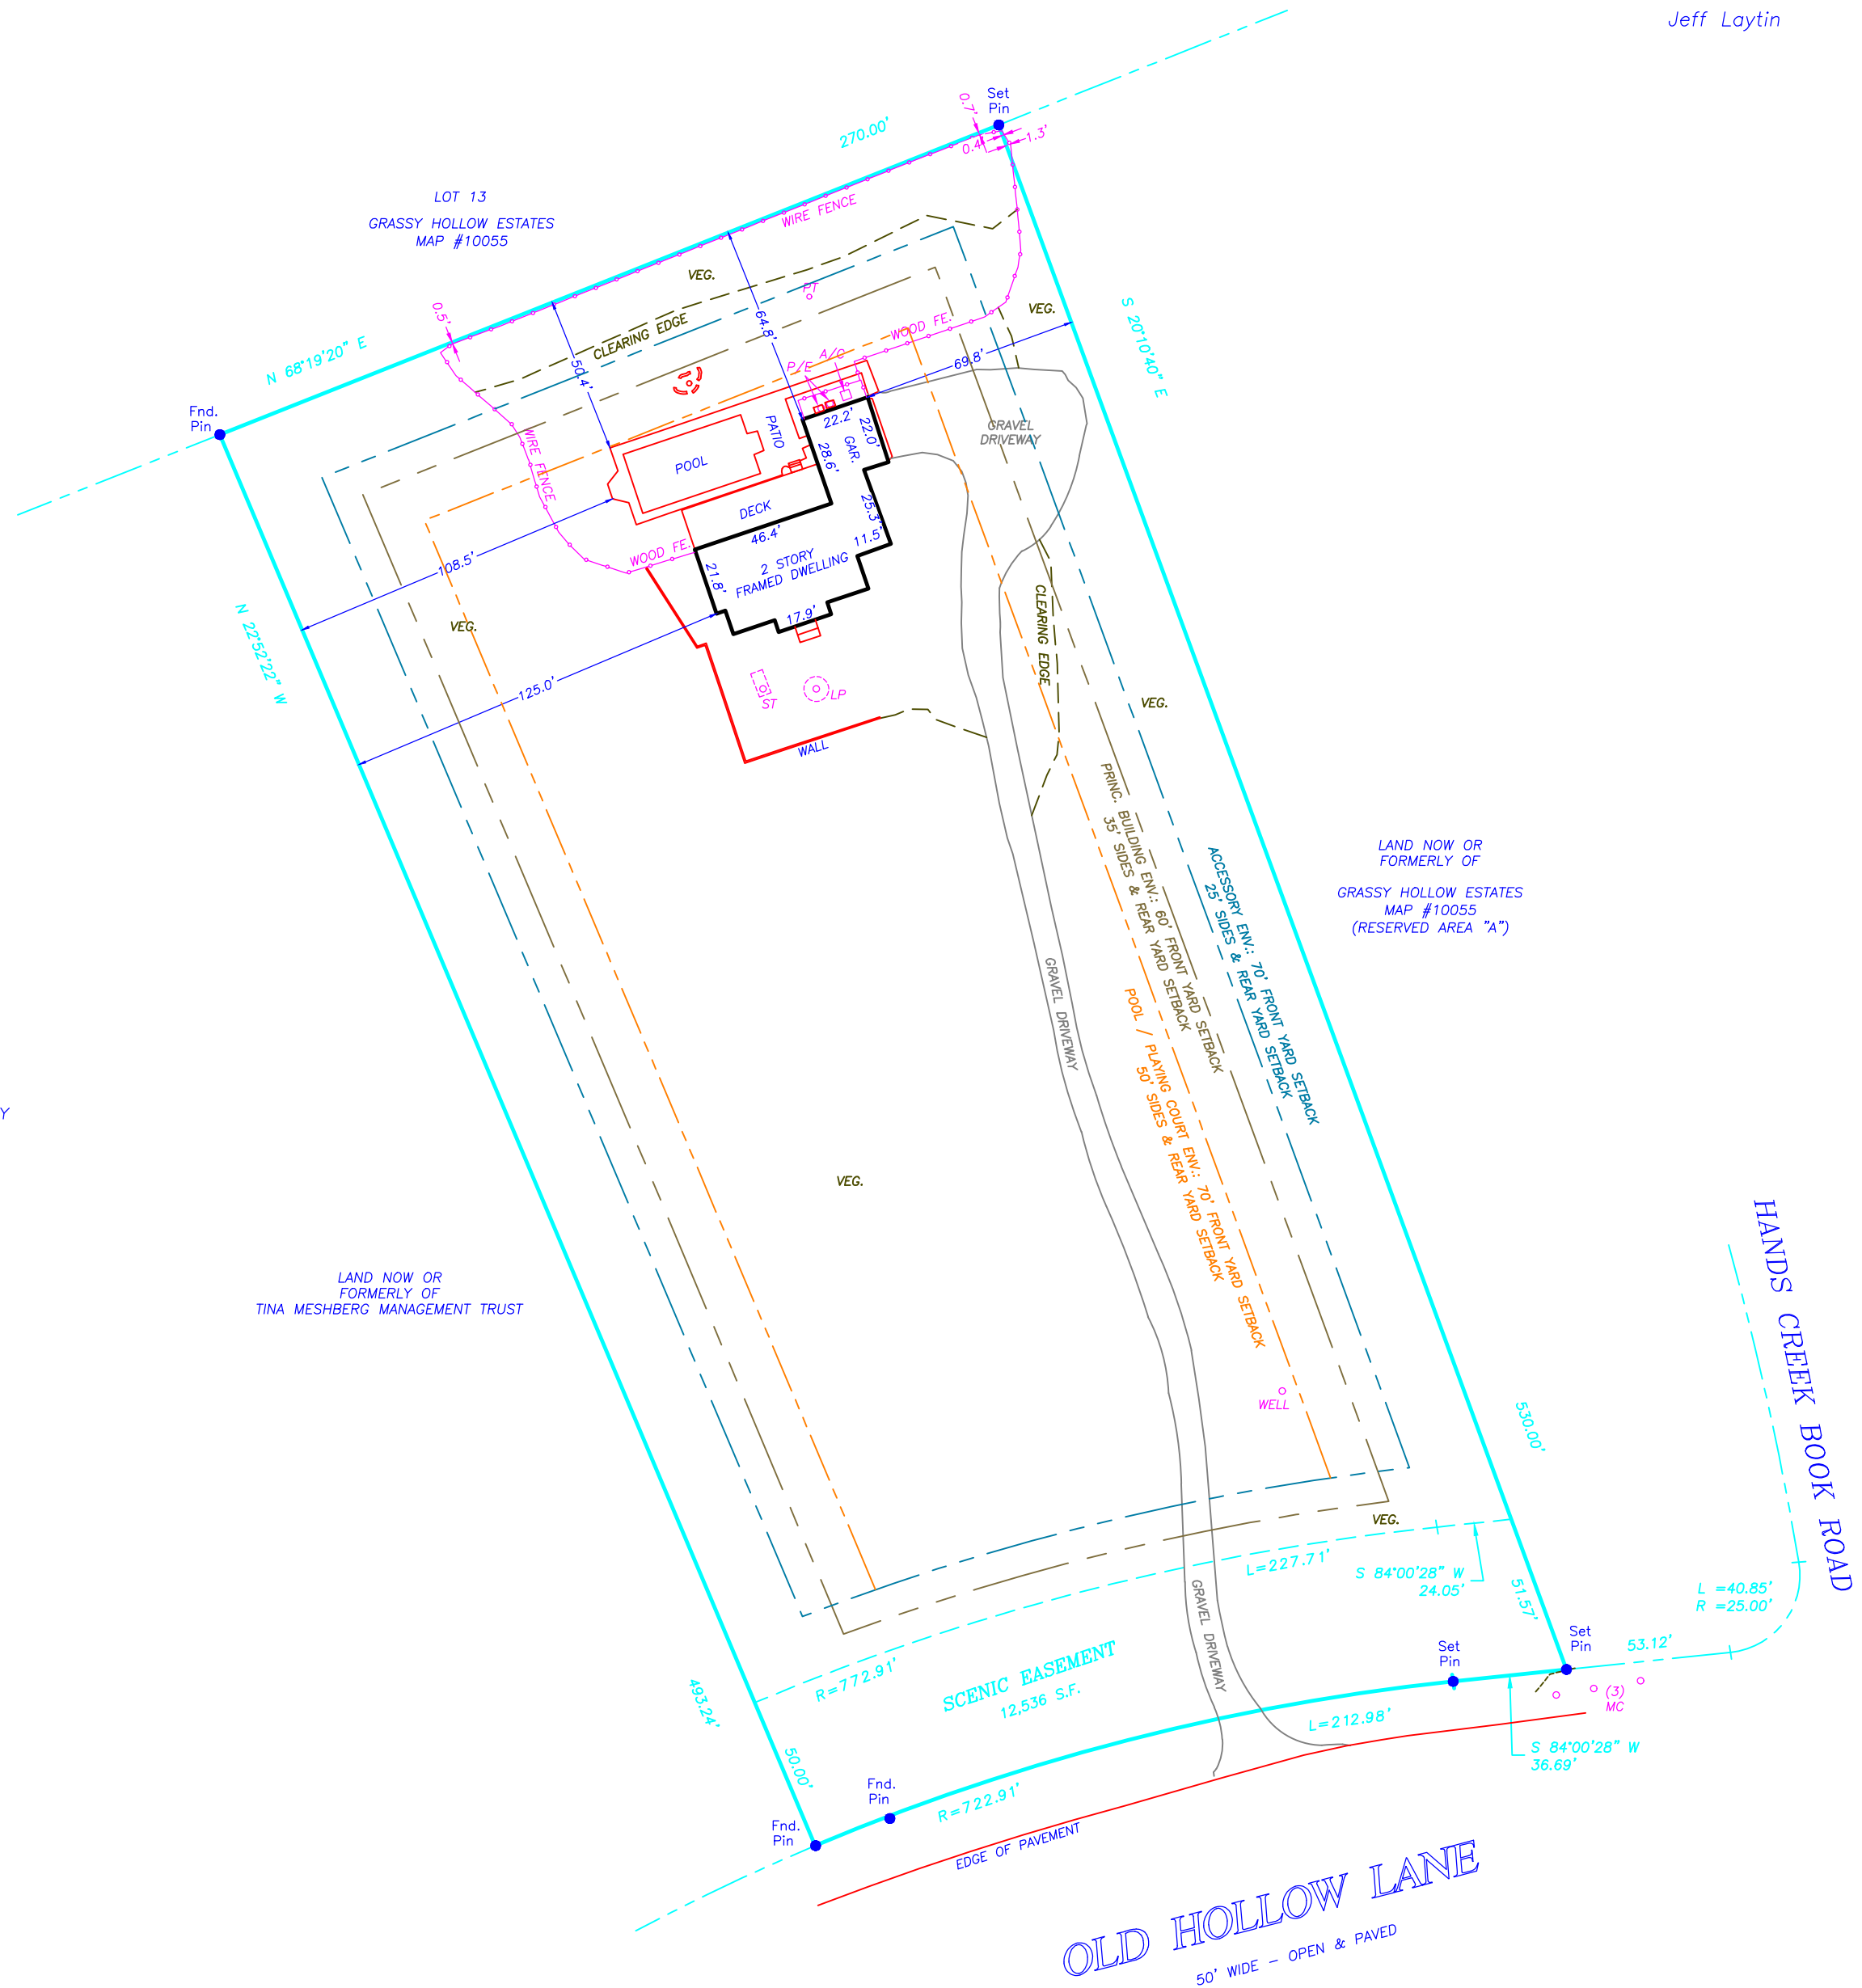 Jeff Laytin
Set
Pin
270.00'
0.7'
0.4'
1.3'
LOT 13
GRASSY HOLLOW ESTATES
MAP #10055
WIRE FENCE
VEG.
PT
CLEARING EDGE
0.5'
N 68°19'20" E
S 20°10'40" E
VEG.
WOOD FE.
64.8'
50.4'
69.8'
A/C
P/E
Fnd.
Pin
22.2'
22.0'
GAR.
28.6'
PATIO
POOL
GRAVEL
DRIVEWAY
WIRE FENCE
DECK
46.4'
25.3'
11.5'
2 STORY
FRAMED DWELLING
21.8'
17.9'
WOOD FE.
108.5'
125.0'
N 22°52'22" W
VEG.
CLEARING EDGE
ST
LP
WALL
VEG.
PRINC. BUILDING ENV.: 60' FRONT YARD SETBACK
35' SIDES & REAR YARD SETBACK
ACCESSORY ENV.: 70' FRONT YARD SETBACK
25' SIDES & REAR YARD SETBACK
POOL / PLAYING COURT ENV.: 70' FRONT YARD SETBACK
50' SIDES & REAR YARD SETBACK
LAND NOW OR
FORMERLY OF
GRASSY HOLLOW ESTATES
MAP #10055
(RESERVED AREA "A")
GRAVEL DRIVEWAY
Y
VEG.
LAND NOW OR
FORMERLY OF
TINA MESHBERG MANAGEMENT TRUST
HANDS CREEK BOOK ROAD
WELL
530.00'
VEG.
L=227.71'
S 84°00'28" W
24.05'
51.57'
L =40.85'
R =25.00'
GRAVEL DRIVEWAY
R=772.91'
SCENIC EASEMENT
12,536 S.F.
493.24'
50.00'
Set
Pin
Set
Pin
53.12'
(3)
MC
L=212.98'
S 84°00'28" W
36.69'
Fnd.
Pin
R=722.91'
Fnd.
Pin
EDGE OF PAVEMENT
OLD HOLLOW LANE
50' WIDE - OPEN & PAVED